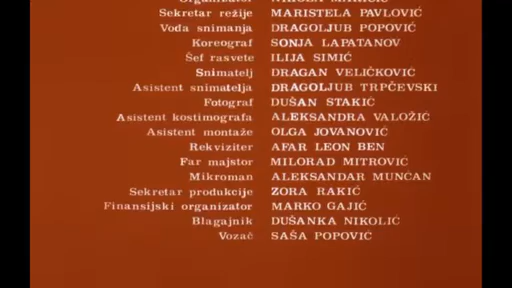 Sekretar režije MARISTELA PAVLOVIĆ
Vođa snimanja DRAGOLJUB POPOVIĆ
Koreograf SONJA LAPATANOV
Šef rasvete ILIJA SIMIĆ
Snimatelj DRAGAN VELIČKOVIĆ
Asistent snimatelja DRAGOLJUB TRPČEVSKI
Fotograf DUŠAN STAKIĆ
Asistent kostimografa ALEKSANDRA VALOŽIĆ
Asistent montaže OLGA JOVANOVIĆ
Rekviziter AFAR LEON BEN
Far majstor MILORAD MITROVIĆ
Mikroman ALEKSANDAR MUNĆAN
Sekretar produkcije ZORA RAKIĆ
Finansijski organizator MARKO GAJIĆ
Blagajnik DUŠANKA NIKOLIĆ
Vozač SAŠA POPOVIĆ